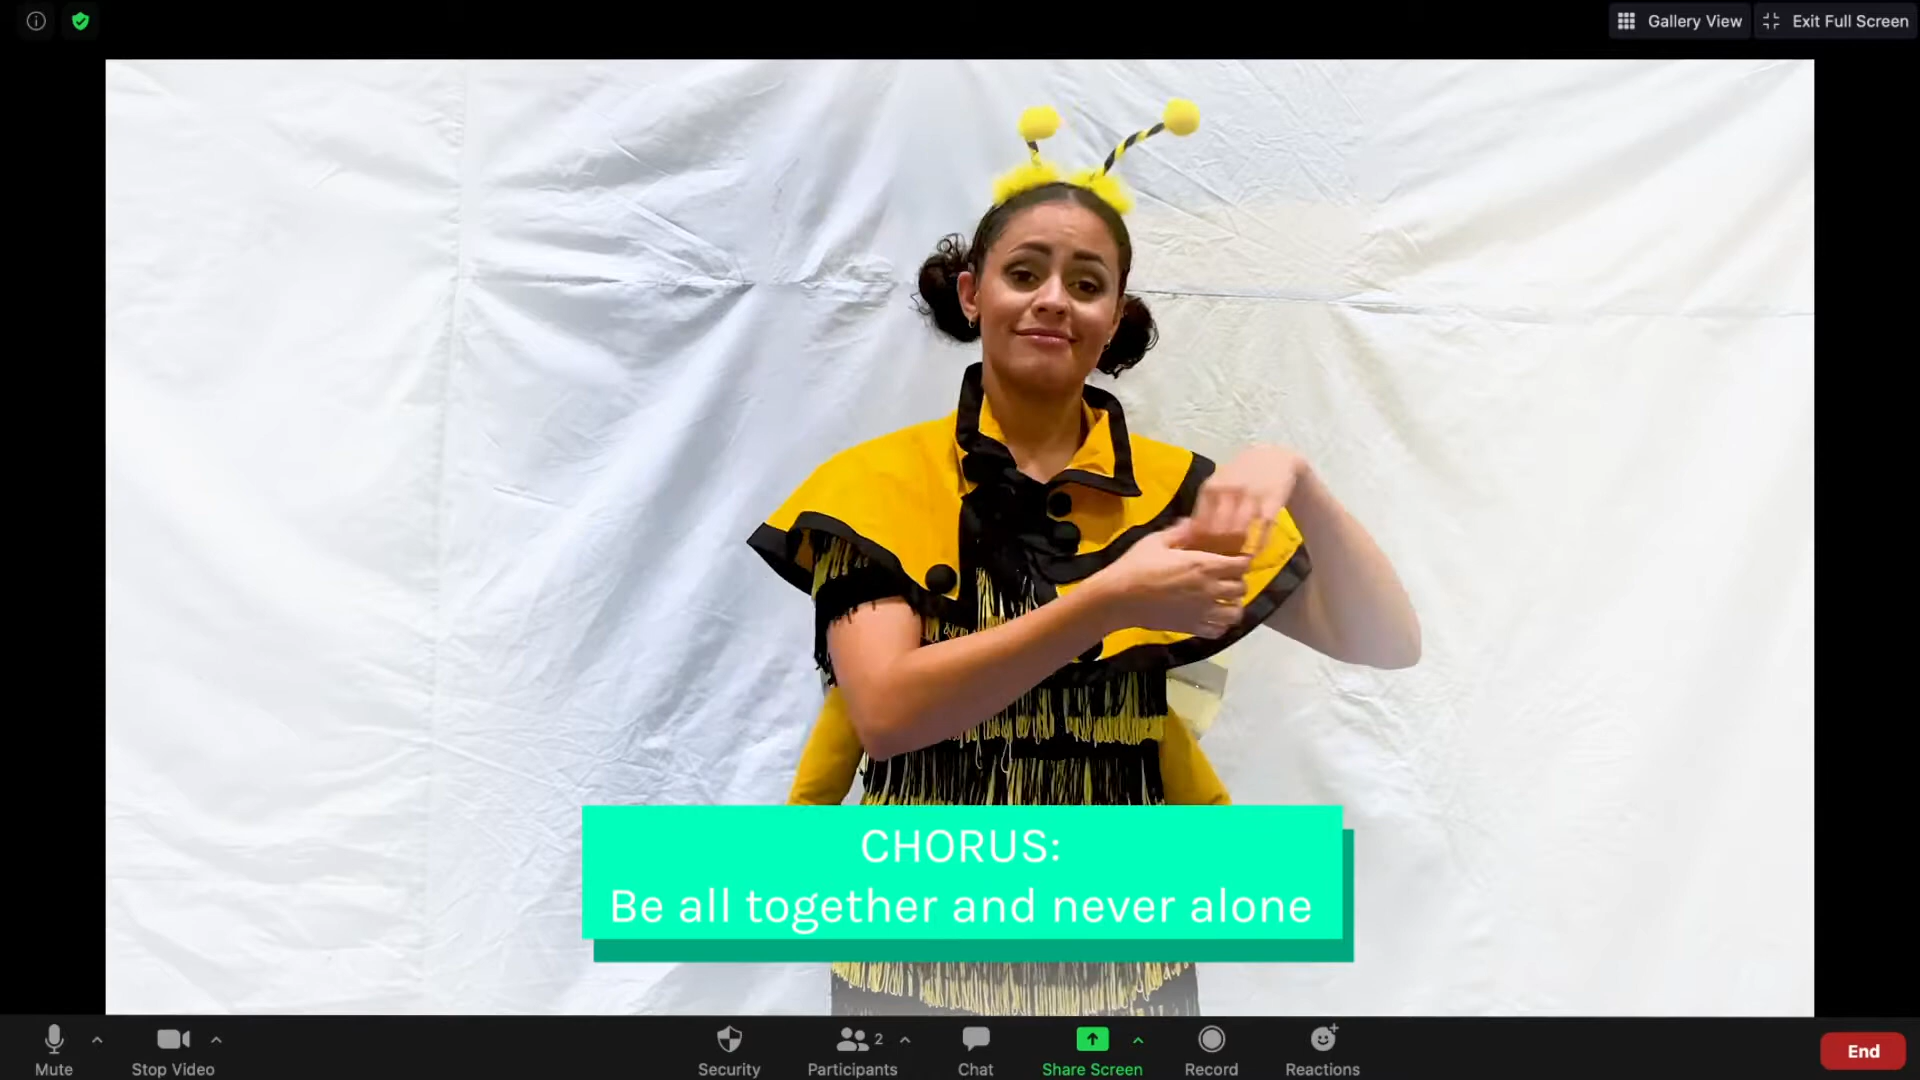 Gallery View
Exit Full Screen
CHORUS:
Be all together and never alone
Mute
Stop Video
Security
Participants
2
Chat
Share Screen
Record
Reactions
End